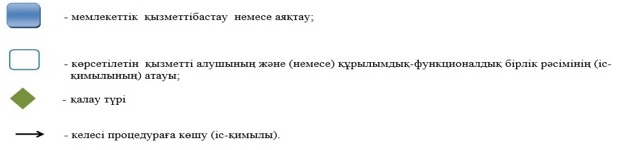 - мемлекеттік қызметтібастау немесе аяқтау;
- көрсетілетін қызметті алушының және (немесе) құрылымдық-функционалдық бірлік рәсімінің (іс-
қимылының) атауы;
- қалау түрі
- келесі процедураға көшу (іс-қимылы).